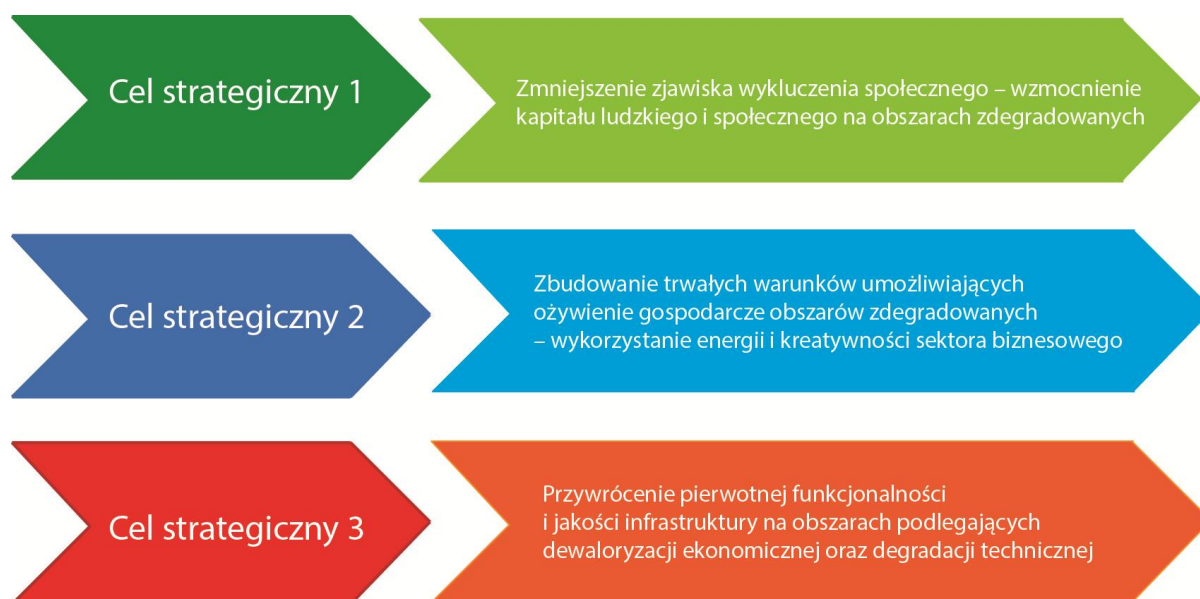 Cel strategiczny 1
Zmniejszenie zjawiska wykluczenia społecznego – wzmocnienie
kapitału ludzkiego i społecznego na obszarach zdegradowanych
Cel strategiczny 2
Zbudowanie trwałych warunków umożliwiających
ożywienie gospodarcze obszarów zdegradowanych
– wykorzystanie energii i kreatywności sektora biznesowego
Cel strategiczny 3
Przywrócenie pierwotnej funkcjonalności
i jakości infrastruktury na obszarach podlegających
dewaloryzacji ekonomicznej oraz degradacji technicznej